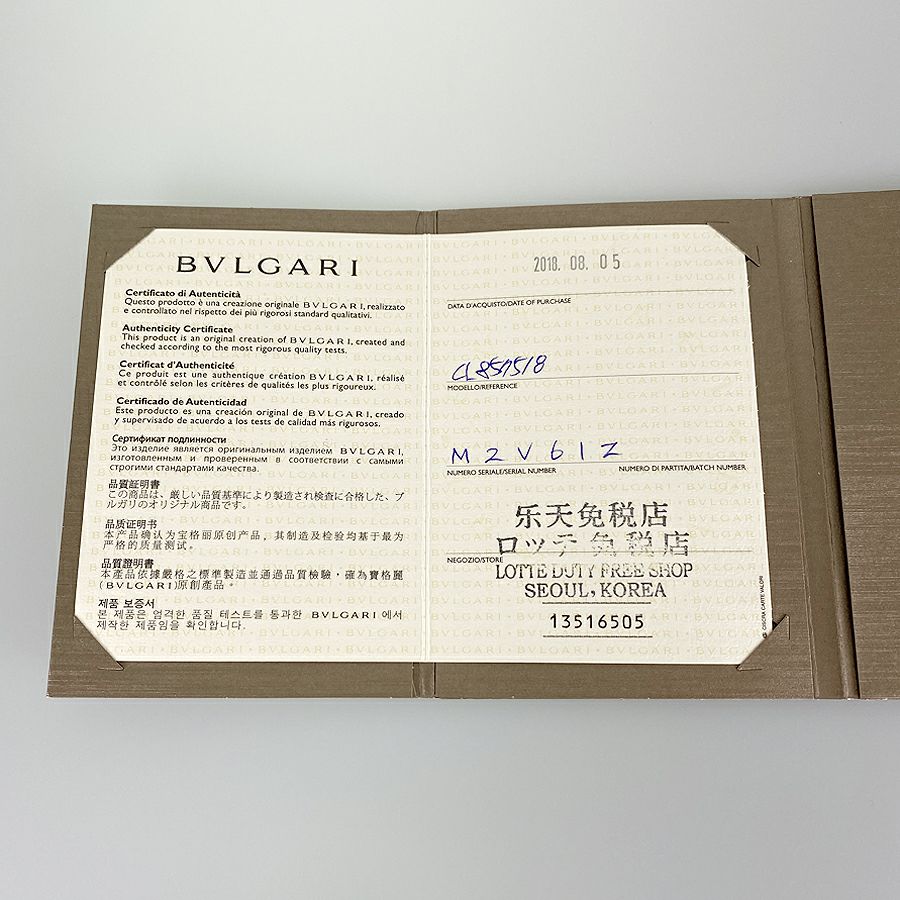 BVLGARI
Certificato di Autenticità
Questo prodotto è una creazione originale BVLGARI, realizzato
e controllato nel rispetto dei più rigorosi standard qualitativi.
Authenticity Certificate
This product is an original creation of BVLGARI, created and
checked according to the most rigorous quality tests.
Certificat d'Authenticité
Ce produit est une authentique création BVLGARI, réalisé
et contrôlé selon les critères de qualités les plus rigoureux.
Certificado de Autenticidad
Este producto es una creación original de BVLGARI, creado
y supervisado de acuerdo a los tests de calidad más rigurosos.
Сертификат подлинности
Это изделие является оригинальным изделием BVLGARI,
изготовленным и проверенным в соответствии с самыми
строгими стандартами качества.
品質証明書
この商品は、厳しい品質基準により製造され検査に合格した、ブ
ルガリのオリジナル商品です。
品质证明书
本产品确认为宝格丽原创产品，其制造及检验均基于最为
严格的质量测试。
品質證明書
本產品依據嚴格之標準製造並通過品質檢驗，確為寶格麗
(BVLGARI)原創產品。
제품 보증서
본 제품은 엄격한 품질 테스트를 통과한 BVLGARI 에서
제작한 제품임을 확인합니다.
2018. 08. 05
DATA D'ACQUISTO/DATE OF PURCHASE
MODELLO/REFERENCE
M2V61Z
NUMERO SERIALE/SERIAL NUMBER NUMERO DI PARTITA/BATCH NUMBER
乐天免税店
ロッテ免税店
NEGOZIO/STORE
LOTTE DUTY FREE SHOP
SEOUL, KOREA
13516505